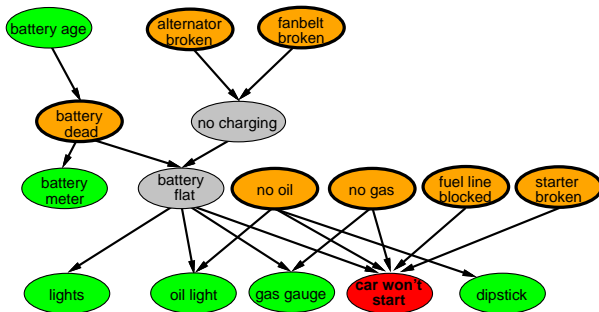 battery age
alternator
broken
fanbelt
broken
battery
dead
no charging
battery
meter
battery
flat
no oil
no gas
fuel line
blocked
starter
broken
lights
oil light
gas gauge
car won't
start
dipstick